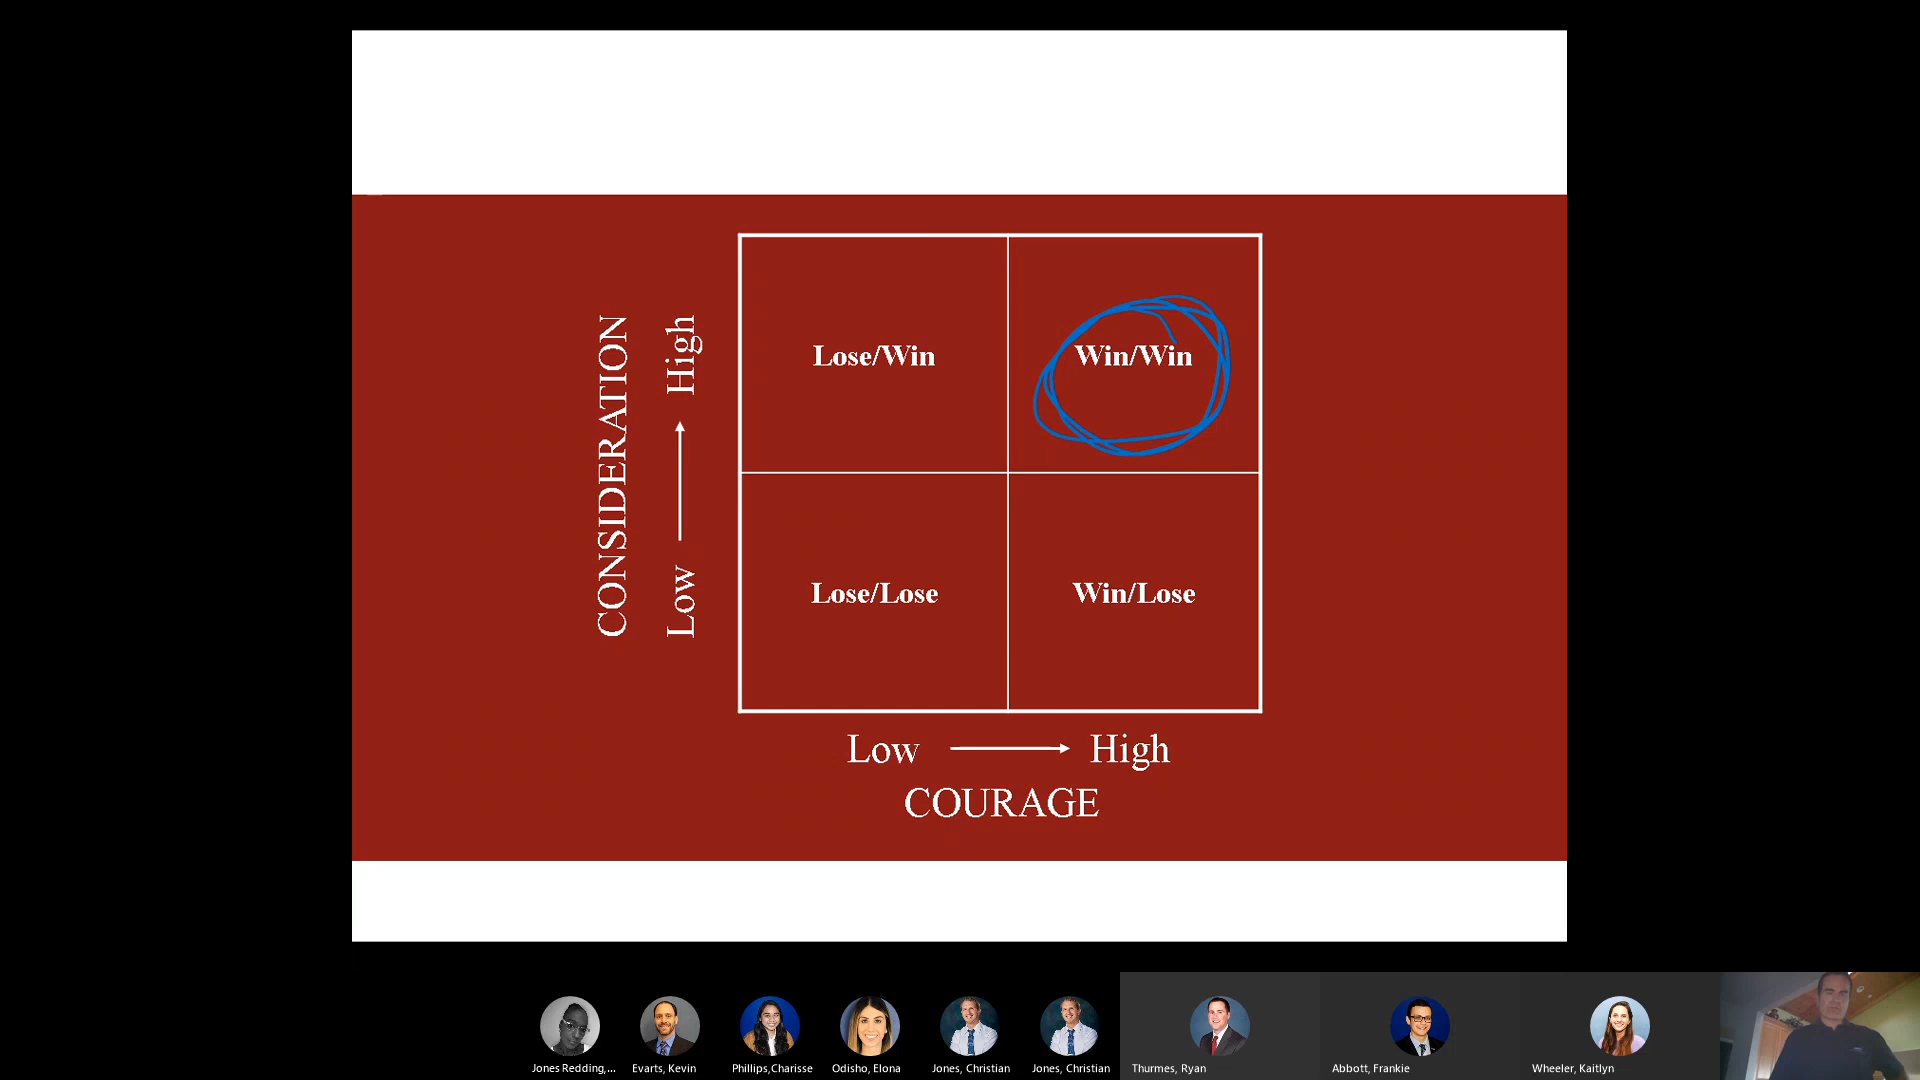 CONSIDERATION
Low
High
Lose/Win
Win/Win
Lose/Lose
Win/Lose
Low
High
COURAGE
Jones Redding,...
Evarts, Kevin
Phillips,Charisse
Odisho, Elona
Jones, Christian
Jones, Christian
Thurmes, Ryan
Abbott, Frankie
Wheeler, Kaitlyn